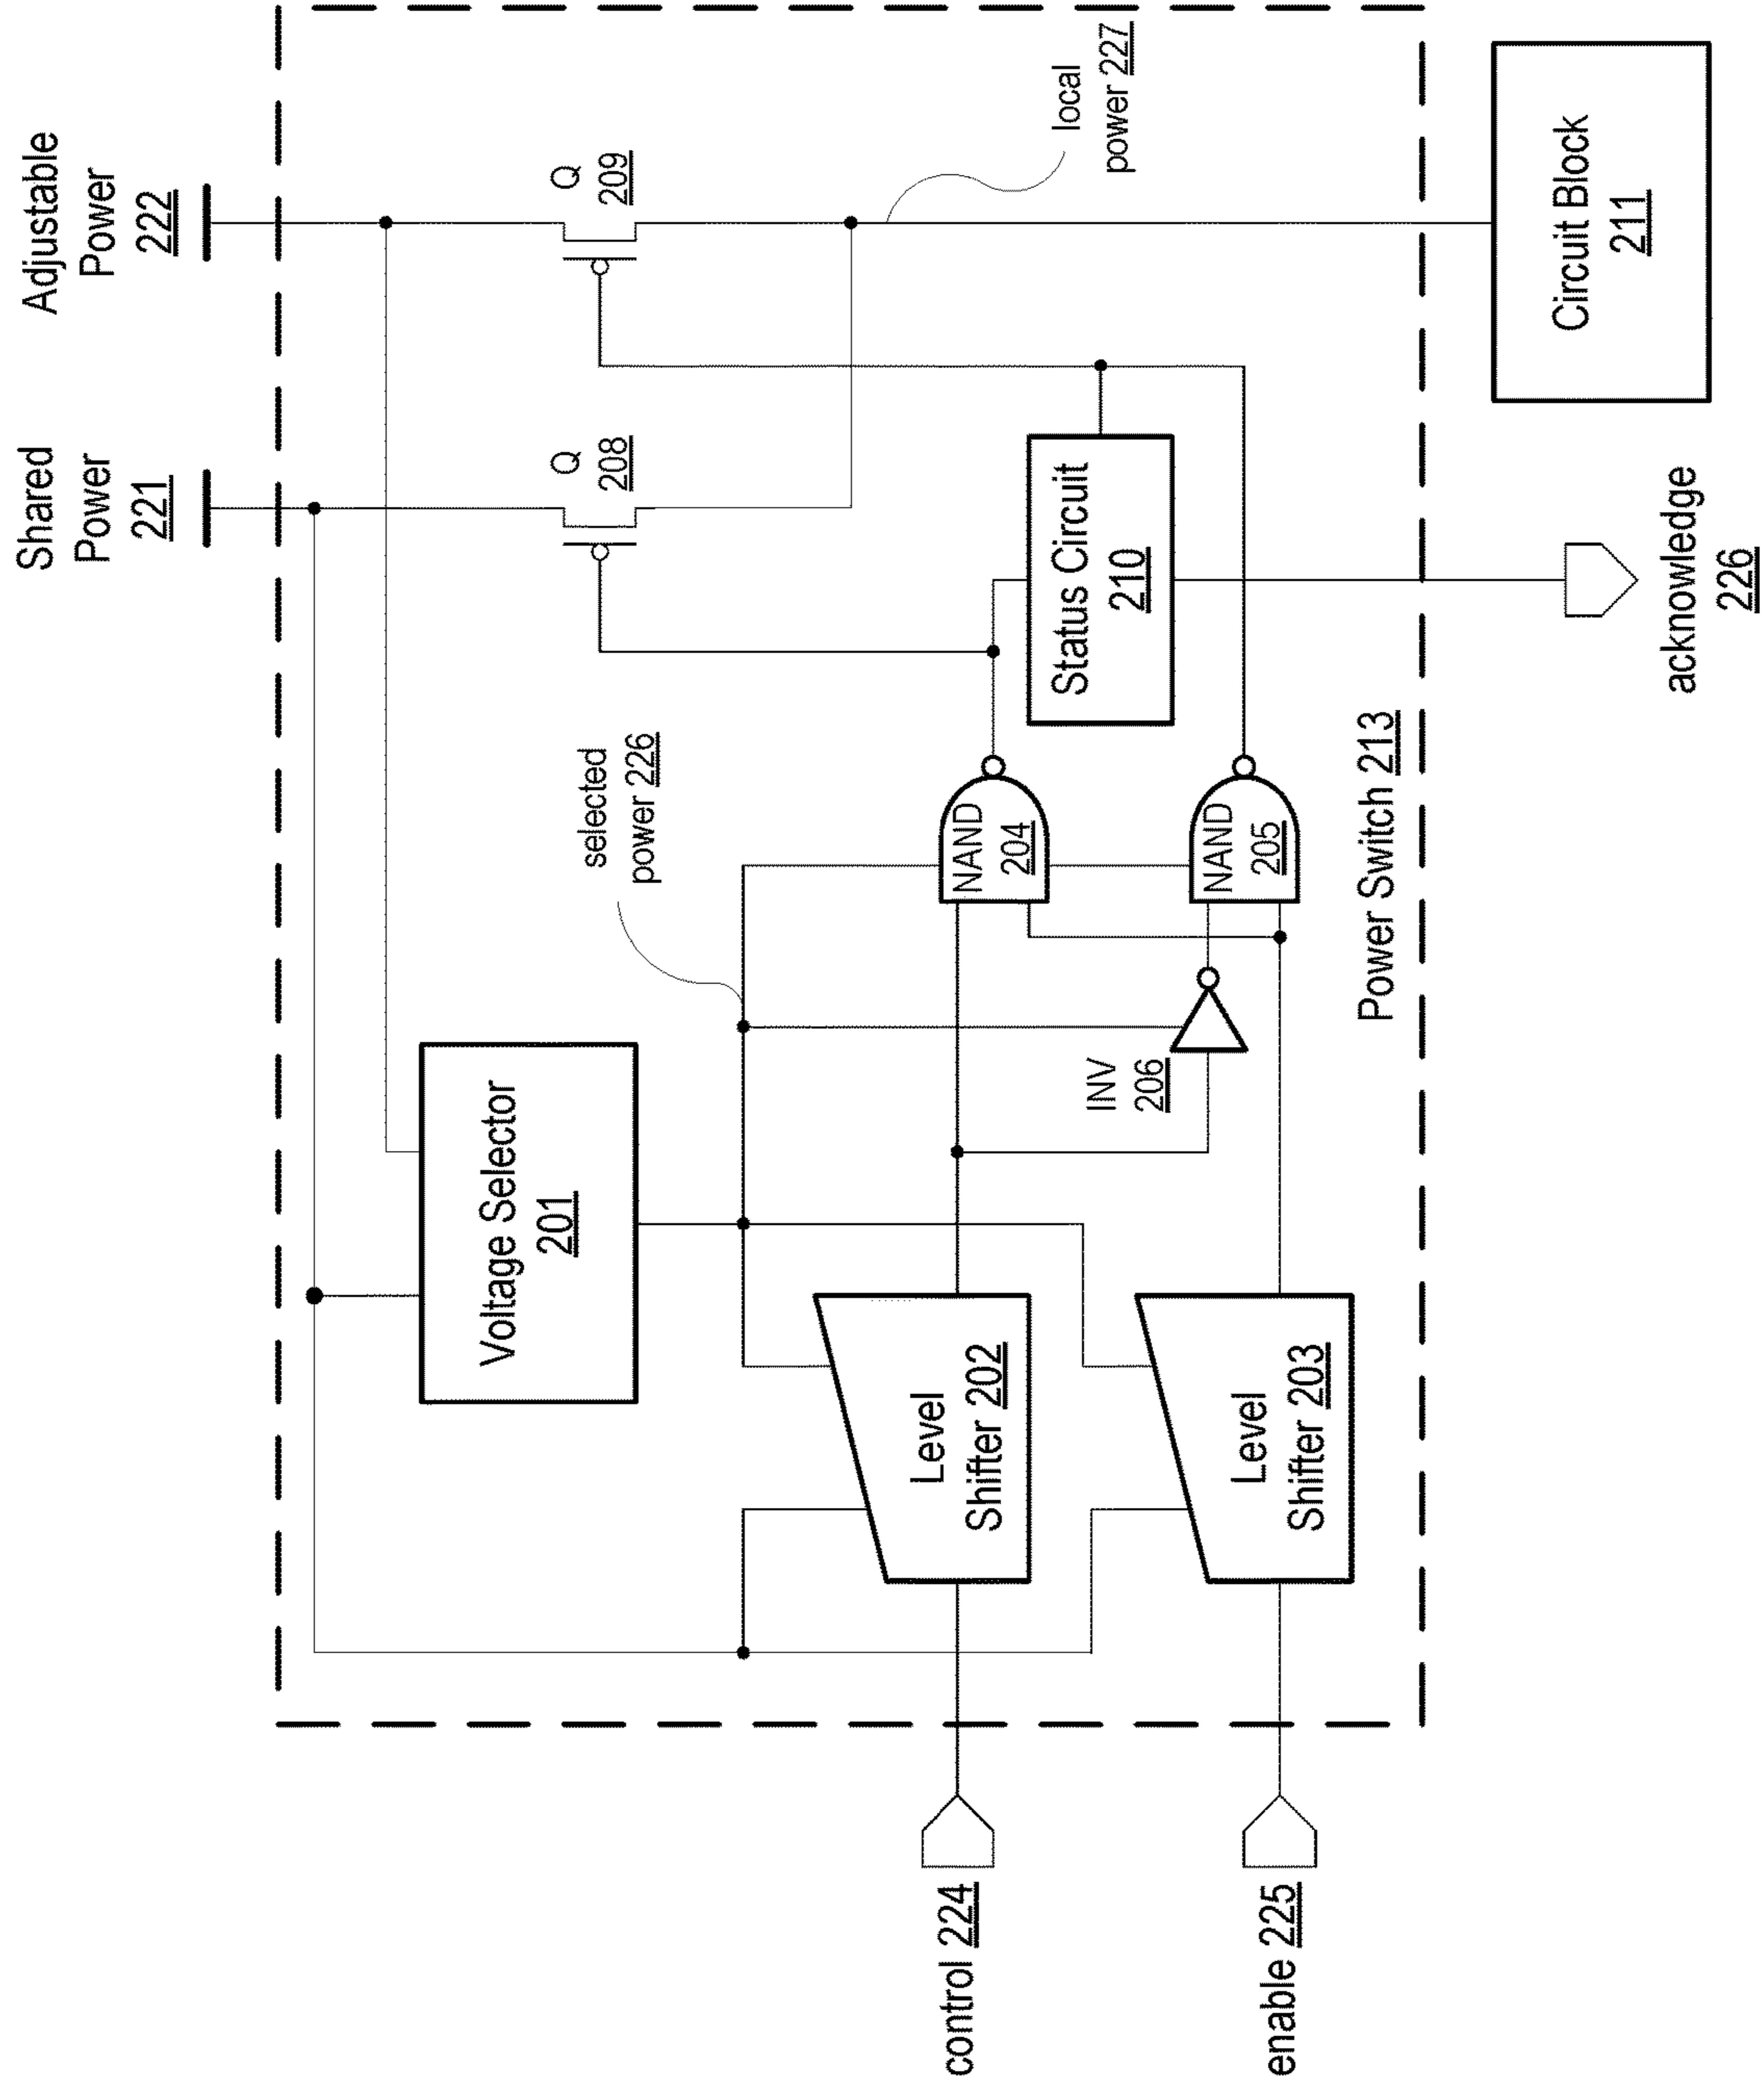 Shared
Power
221
Adjustable
Power
222
Voltage Selector
201
selected
power 226
Q
208
Q
209
local
power 227
control 224
Level
Shifter 202
NAND
204
INV
206
Status Circuit
210
enable 225
Level
Shifter 203
NAND
205
Power Switch 213
Circuit Block
211
acknowledge
226